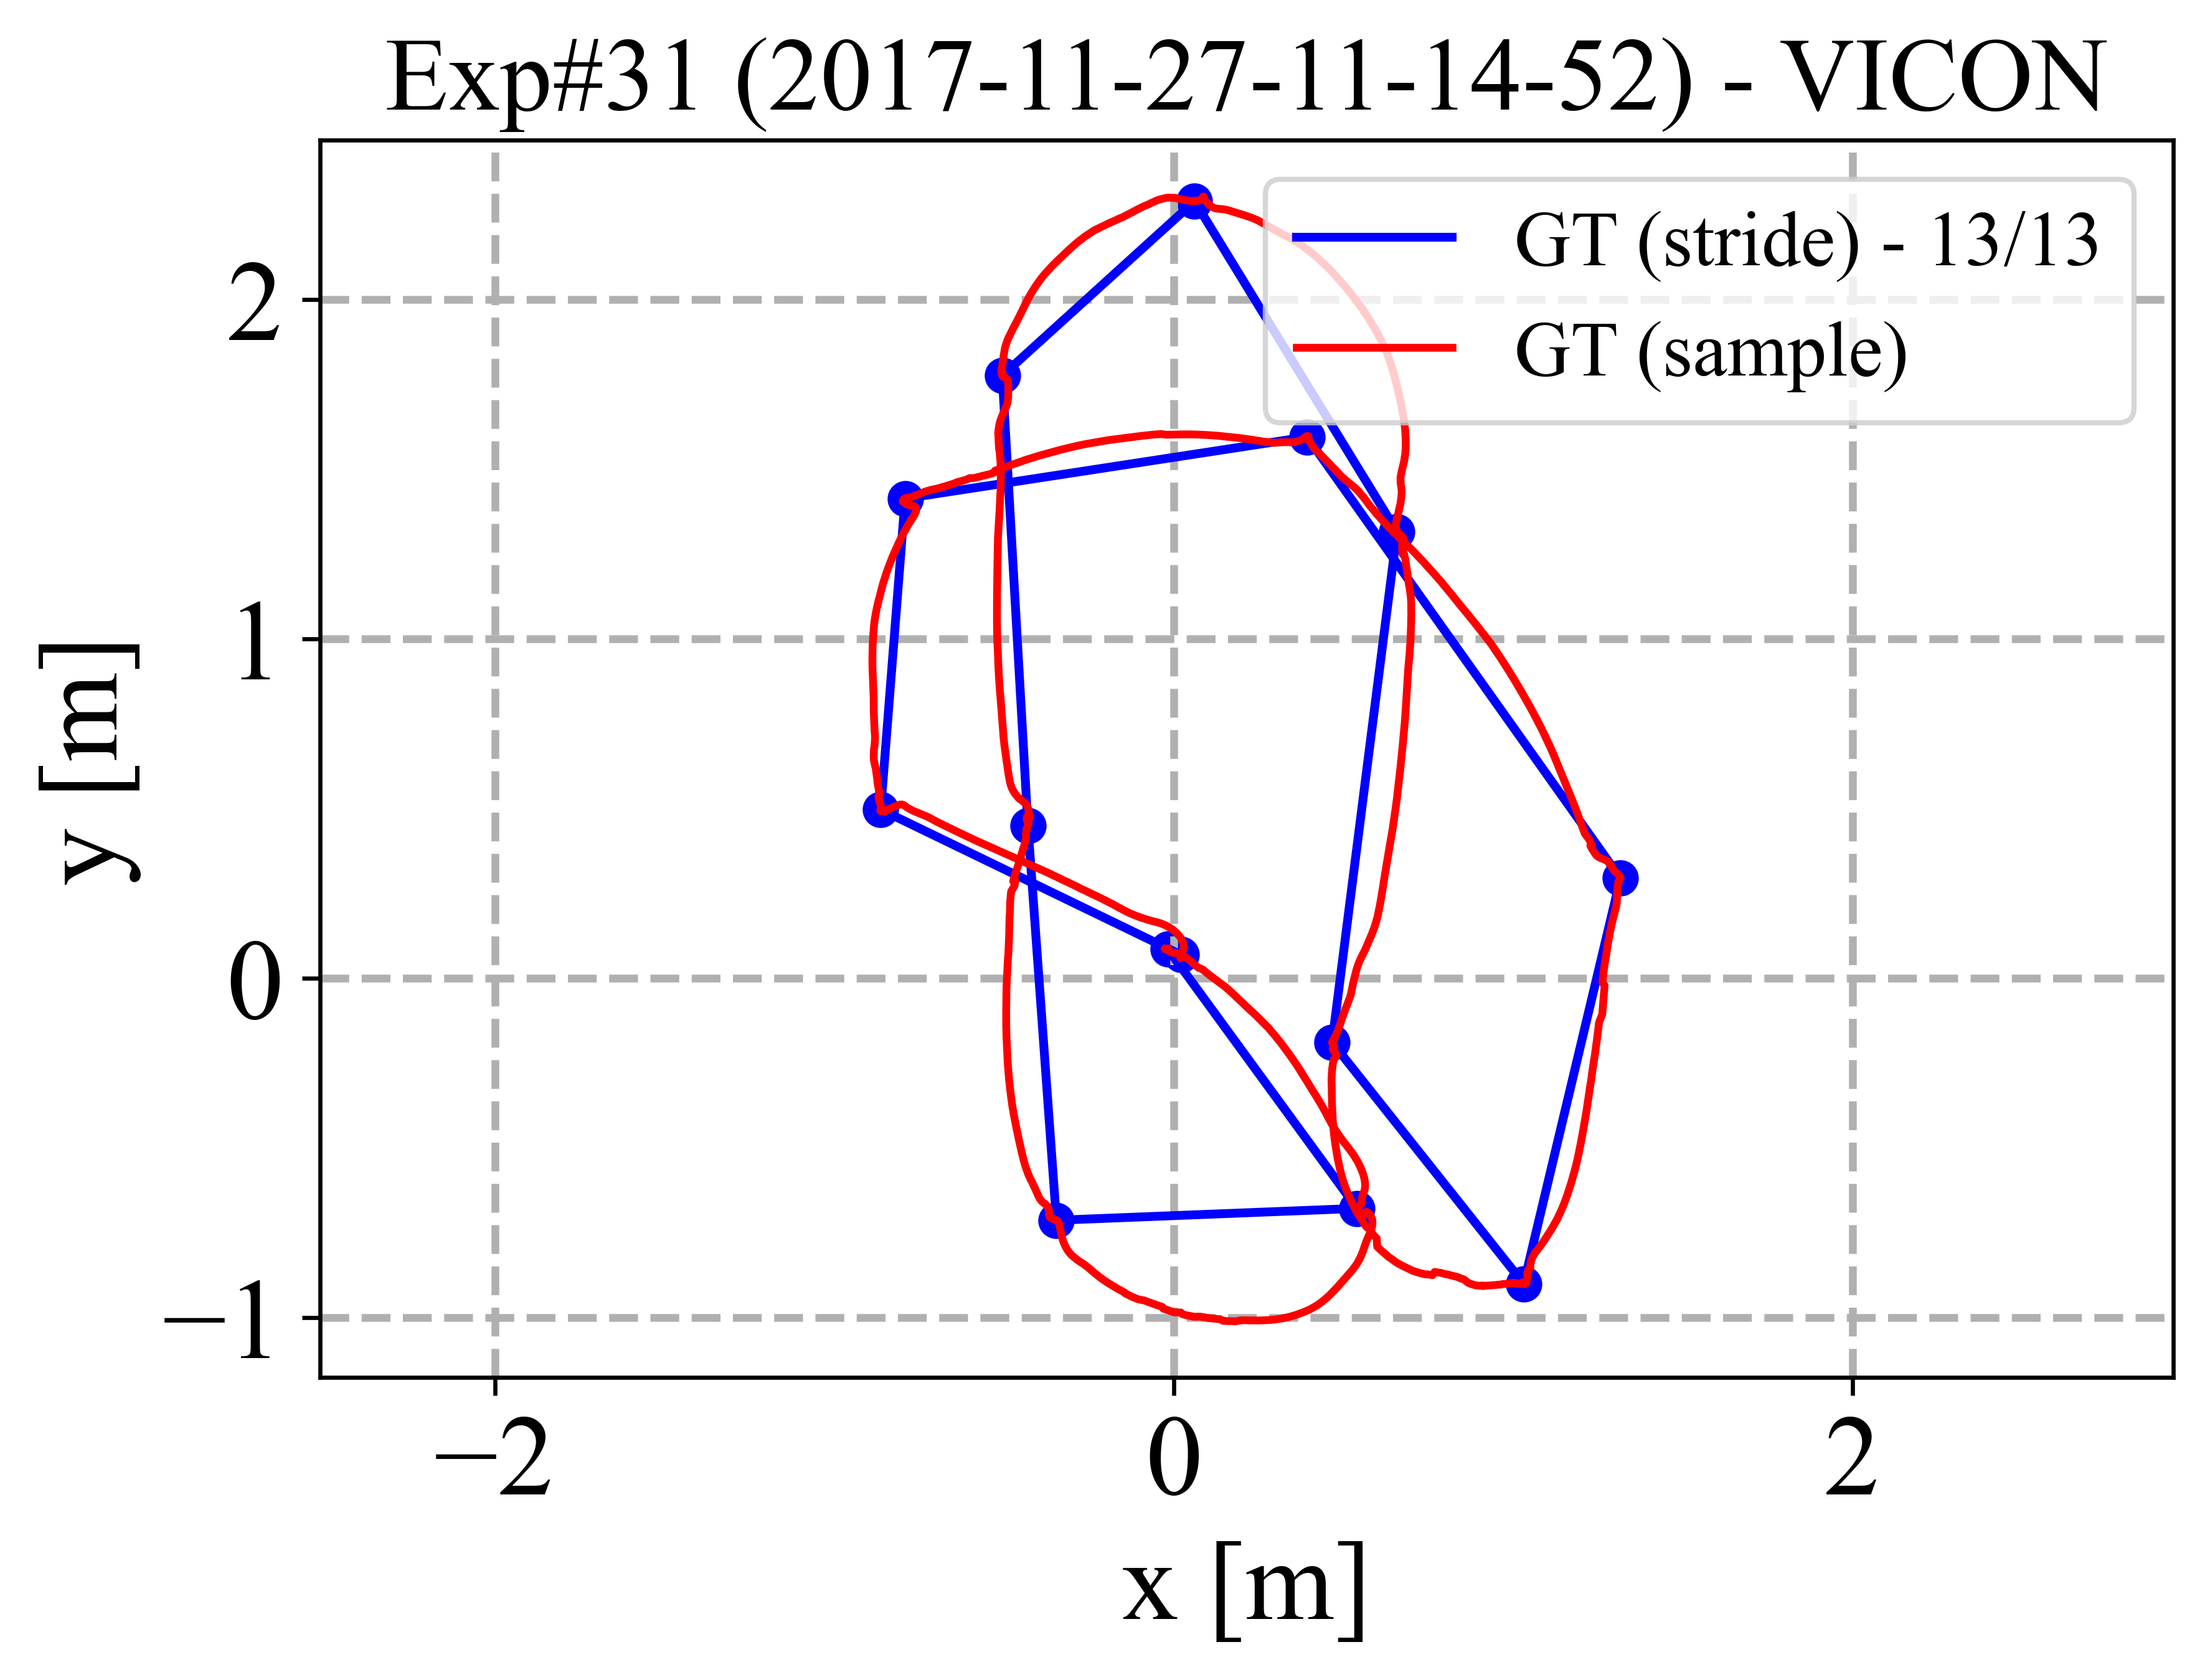 Exp#31 (2017-11-27-11-14-52) - VICON
GT (stride) - 13/13
GT (sample)
2
1
0
−1
y [m]
−2
0
2
x [m]